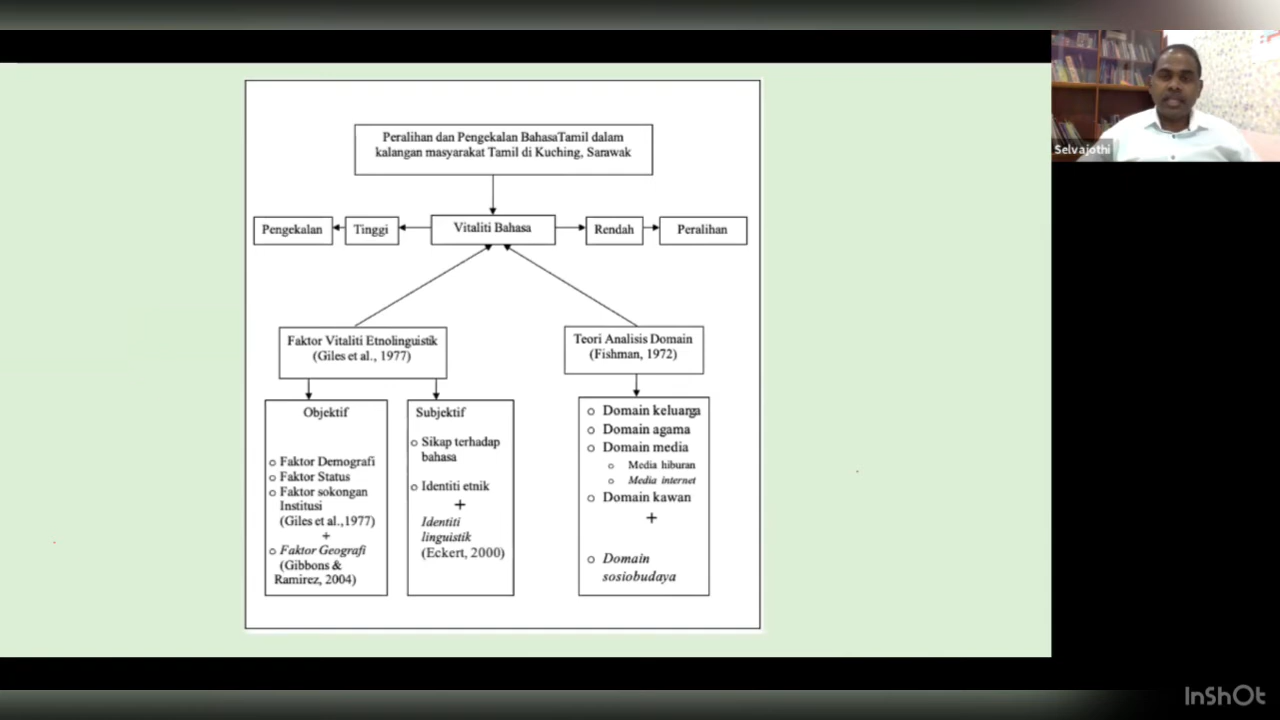 Peralihan dan Pengekalan BahasaTamil dalam
kalangan masyarakat Tamil di Kuching, Sarawak
Pengekalan
Tinggi
Vitaliti Bahasa
Rendah
Peralihan
Faktor Vitaliti Etnolinguistik
(Giles et al., 1977)
Teori Analisis Domain
(Fishman, 1972)
Objektif
o Faktor Demografi
o Faktor Status
o Faktor sokongan
Institusi
(Giles et al.,1977)
+
o Faktor Geografi
(Gibbons &
Ramirez, 2004)
Subjektif
o Sikap terhadap
bahasa
o Identiti etnik
+
Identiti
linguistik
(Eckert, 2000)
o Domain keluarga
o Domain agama
o Domain media
o Media hiburan
o Media internet
o Domain kawan
+
o Domain
sosiobudaya
Selvajothi
InShOt